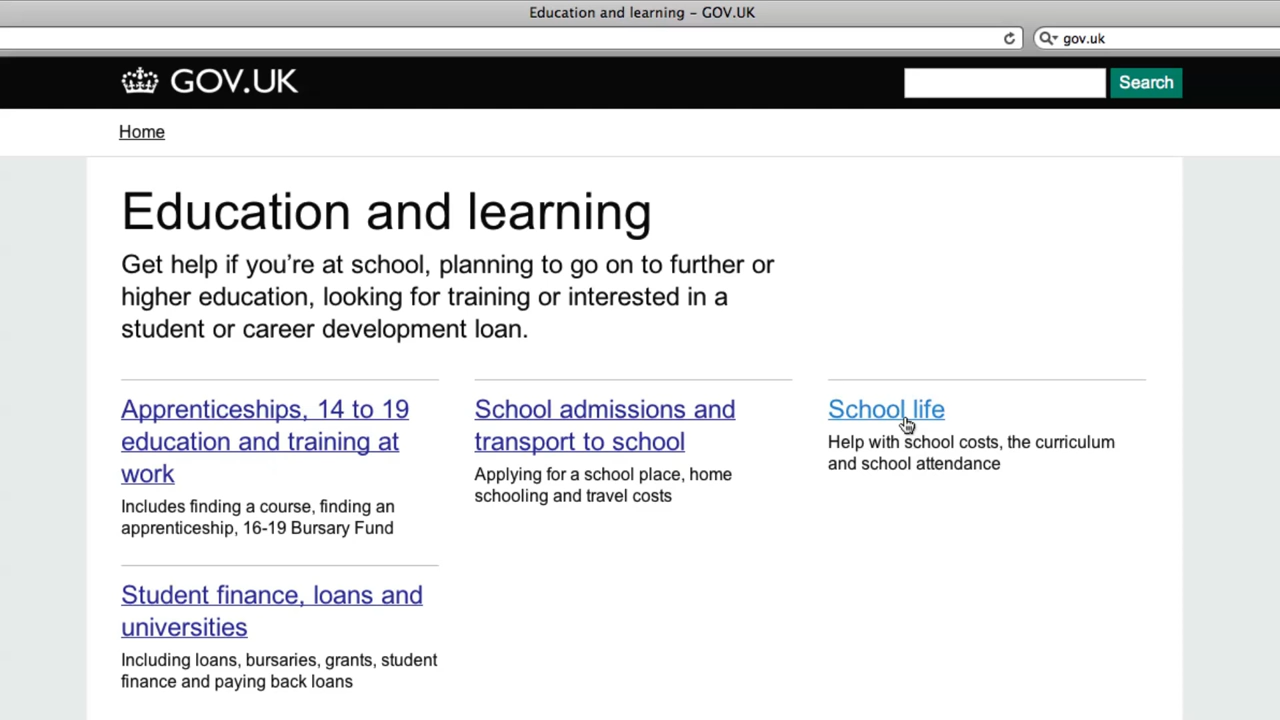 Education and learning – GOV.UK
gov.uk
GOV.UK
Search
Home
Education and learning
Get help if you're at school, planning to go on to further or
higher education, looking for training or interested in a
student or career development loan.
Apprenticeships, 14 to 19
education and training at
work
Includes finding a course, finding an
apprenticeship, 16-19 Bursary Fund
School admissions and
transport to school
Applying for a school place, home
schooling and travel costs
School life
Help with school costs, the curriculum
and school attendance
Student finance, loans and
universities
Including loans, bursaries, grants, student
finance and paying back loans